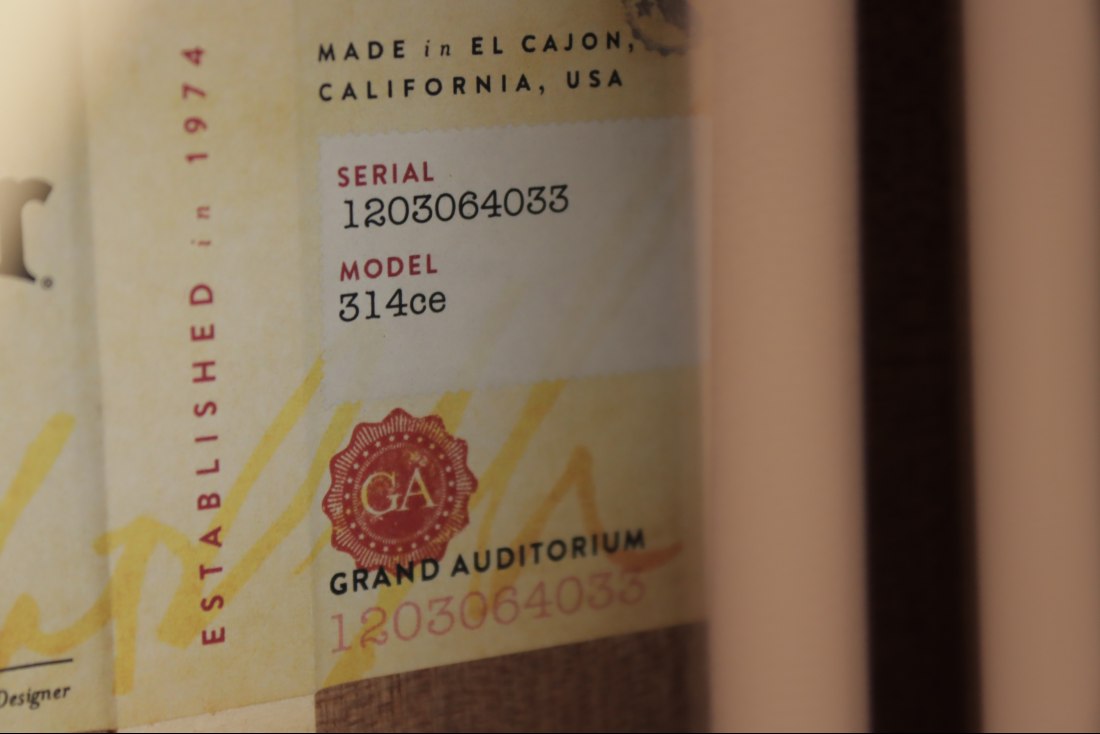 r
ESTABLISHED in 1974
Designer
MADE in EL CAJON,
CALIFORNIA, USA
SERIAL
1203064033
MODEL
314ce
GA
GRAND AUDITORIUM
1203064033